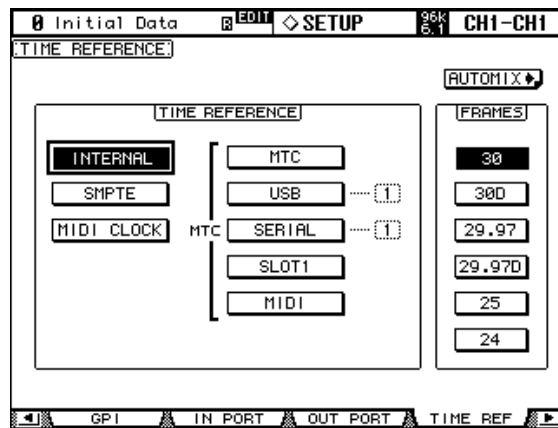 0 Initial Data B EDIT ◇SETUP 96k 6.1 CH1-CH1
TIME REFERENCE
AUTOMIX
TIME REFERENCE
FRAMES
INTERNAL
MTC
30
SMPTE
USB
1
30D
MIDI CLOCK
MTC
SERIAL
1
29.97
SLOT1
29.97D
MIDI
25
24
GPI IN PORT OUT PORT TIME REF